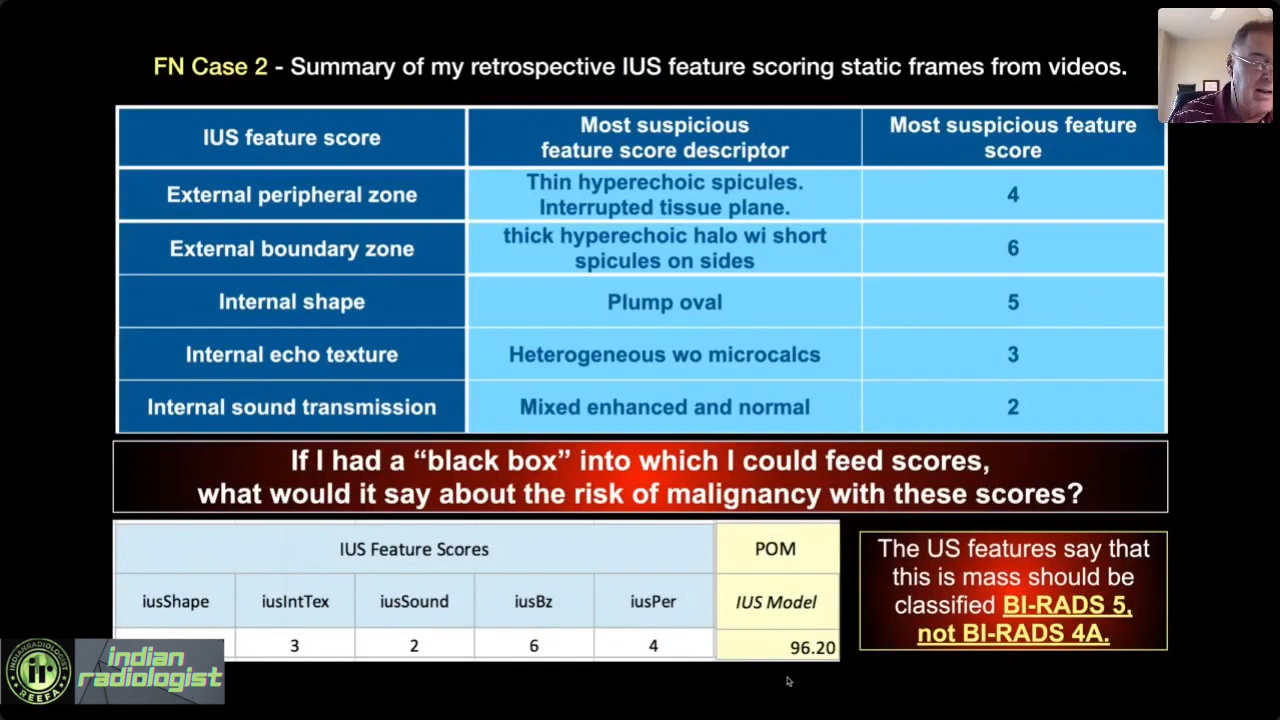 FN Case 2 - Summary of my retrospective IUS feature scoring static frames from videos.
IUS feature score
Most suspicious
feature score descriptor
Most suspicious feature
score
External peripheral zone
Thin hyperechoic spicules.
Interrupted tissue plane.
4
External boundary zone
thick hyperechoic halo wi short
spicules on sides
6
Internal shape
Plump oval
5
Internal echo texture
Heterogeneous wo microcalcs
3
Internal sound transmission
Mixed enhanced and normal
2
If I had a “black box” into which I could feed scores,
what would it say about the risk of malignancy with these scores?
IUS Feature Scores
POM
iusShape
iusIntTex
iusSound
iusBz
iusPer
IUS Model
3
2
6
4
96.20
The US features say that
this is mass should be
classified BI-RADS 5,
not BI-RADS 4A.
INDIANRADIOLOGIST
ir
REEFA
indian
radiologist